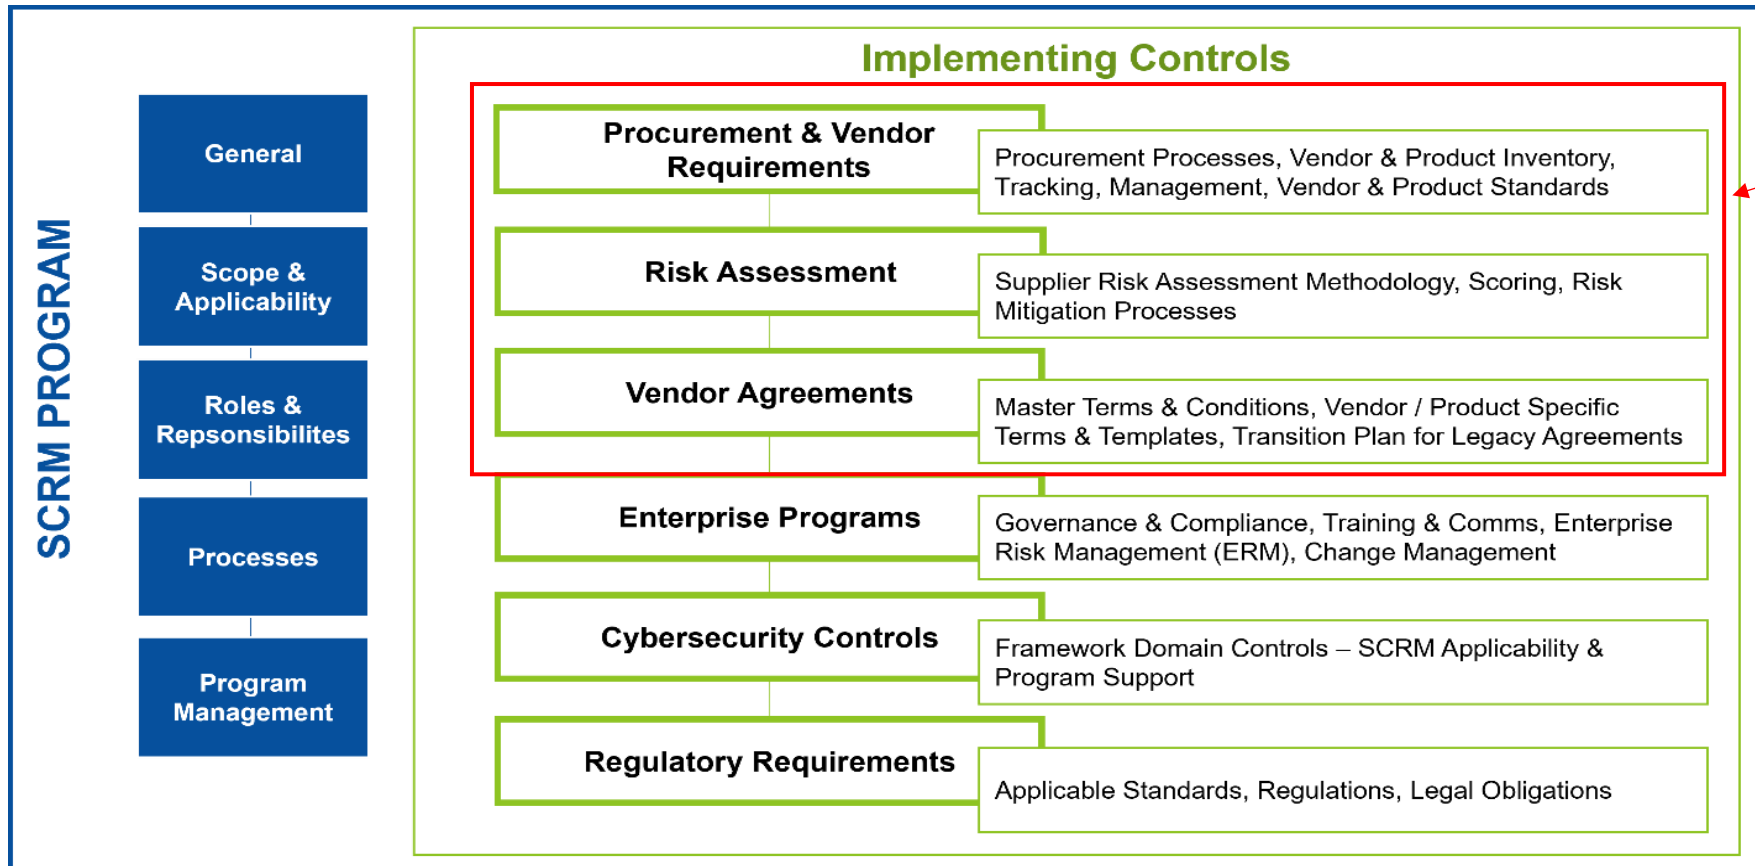 SCRM PROGRAM
General
Scope &
Applicability
Roles &
Repsonsibilites
Processes
Program
Management
Implementing Controls
Procurement & Vendor
Requirements
Procurement Processes, Vendor & Product Inventory,
Tracking, Management, Vendor & Product Standards
Risk Assessment
Supplier Risk Assessment Methodology, Scoring, Risk
Mitigation Processes
Vendor Agreements
Master Terms & Conditions, Vendor / Product Specific
Terms & Templates, Transition Plan for Legacy Agreements
Enterprise Programs
Governance & Compliance, Training & Comms, Enterprise
Risk Management (ERM), Change Management
Cybersecurity Controls
Framework Domain Controls – SCRM Applicability &
Program Support
Regulatory Requirements
Applicable Standards, Regulations, Legal Obligations